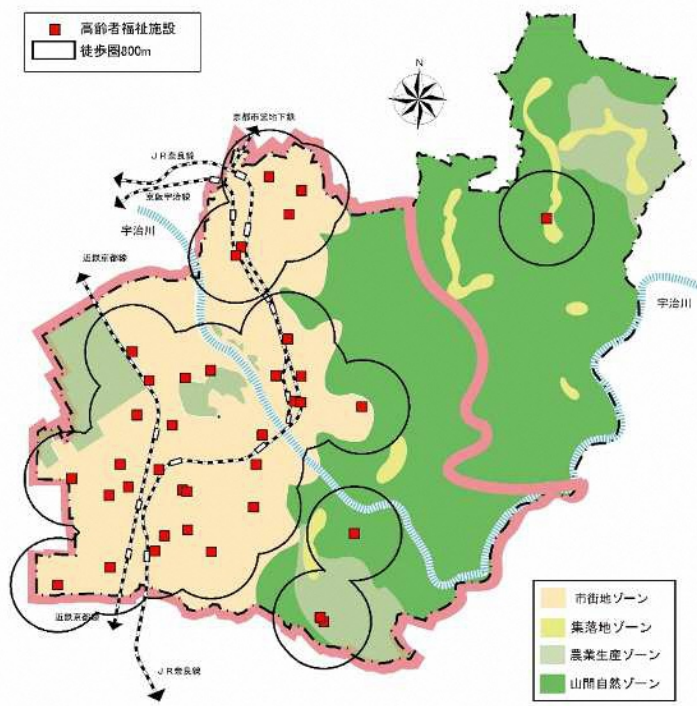 高齢者福祉施設
徒歩圏800m
N
京都市営地下鉄
JR奈良線
京阪宇治線
宇治川
近鉄京都線
宇治川
近鉄京都線
JR奈良線
市街地ゾーン
集落地ゾーン
農業生産ゾーン
山間自然ゾーン